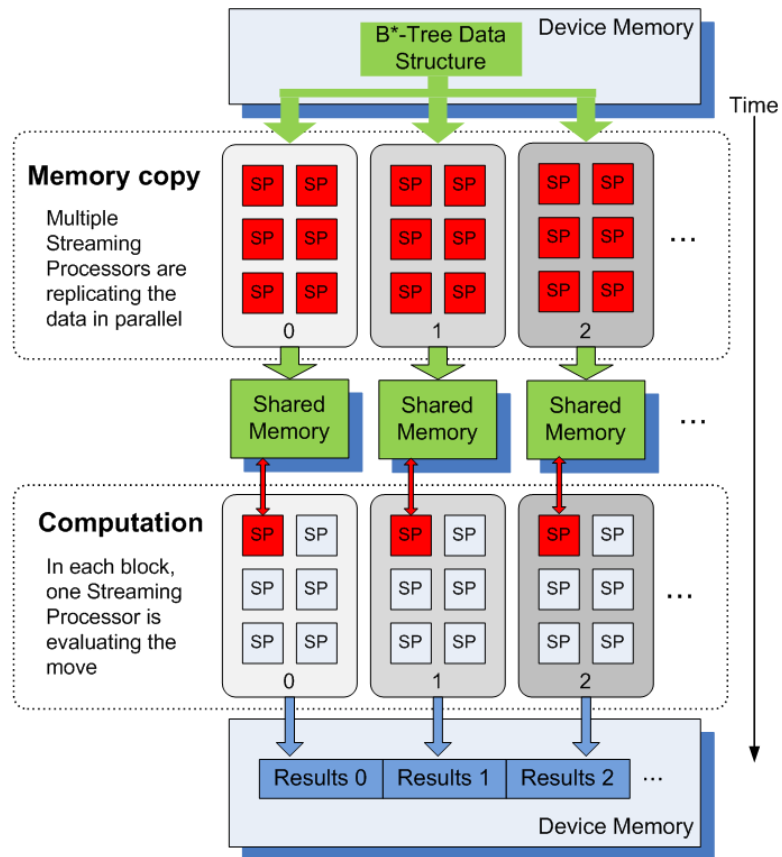 B*-Tree Data
Structure
Device Memory
Time
Memory copy
Multiple
Streaming
Processors are
replicating the
data in parallel
SP SP SP SP SP SP
SP SP SP SP SP SP
...
SP SP SP SP SP SP
0 1 2
Shared
Memory
Shared
Memory
Shared
Memory
...
Computation
In each block,
one Streaming
Processor is
evaluating the
move
SP SP SP SP SP SP
SP SP SP SP SP SP
...
SP SP SP SP SP SP
0 1 2
Results 0 Results 1 Results 2 ...
Device Memory